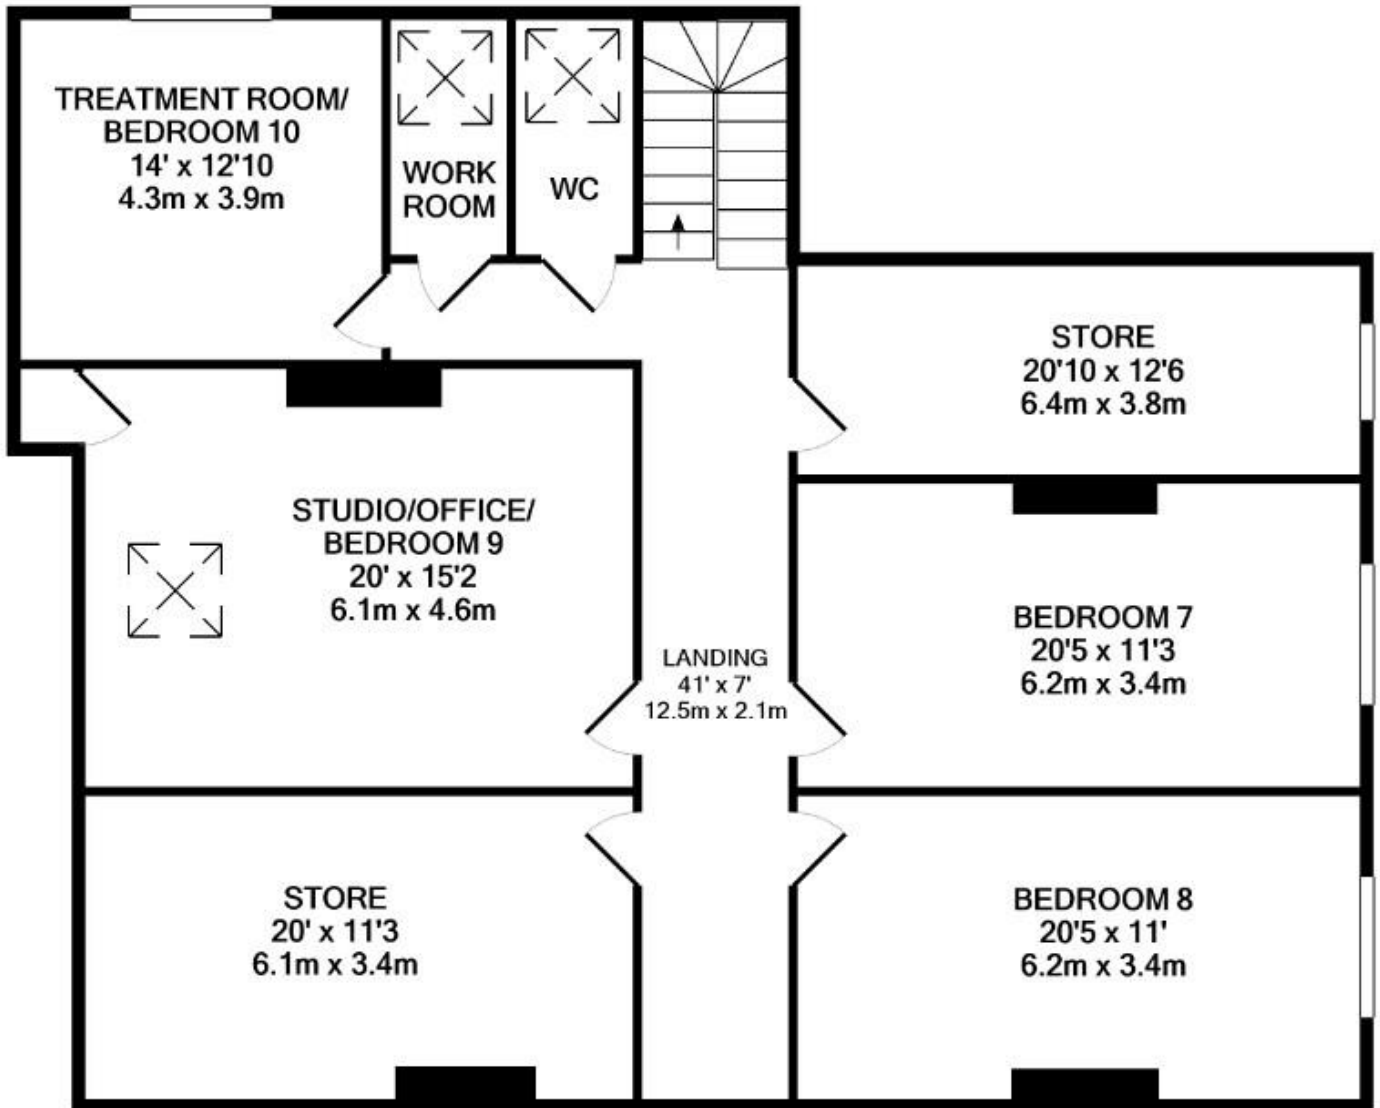 TREATMENT ROOM/
BEDROOM 10
14' x 12'10
4.3m x 3.9m
WORK
ROOM
WC
STORE
20'10 x 12'6
6.4m x 3.8m
STUDIO/OFFICE/
BEDROOM 9
20' x 15'2
6.1m x 4.6m
LANDING
41' x 7'
12.5m x 2.1m
BEDROOM 7
20'5 x 11'3
6.2m x 3.4m
STORE
20' x 11'3
6.1m x 3.4m
BEDROOM 8
20'5 x 11'
6.2m x 3.4m